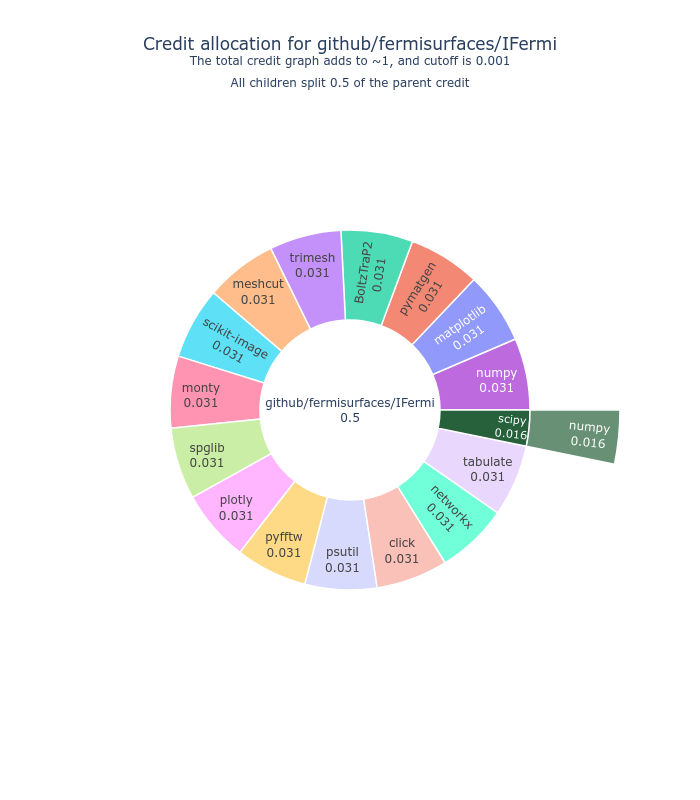 Credit allocation for github/fermisurfaces/IFermi
The total credit graph adds to ~1, and cutoff is 0.001
All children split 0.5 of the parent credit
github/fermisurfaces/IFermi
0.5
numpy
0.031
matplotlib
0.031
pymatgen
0.031
BoltzTraP2
0.031
trimesh
0.031
meshcut
0.031
scikit-image
0.031
monty
0.031
spglib
0.031
plotly
0.031
pyfftw
0.031
psutil
0.031
click
0.031
networkx
0.031
tabulate
0.031
scipy
0.016
numpy
0.016